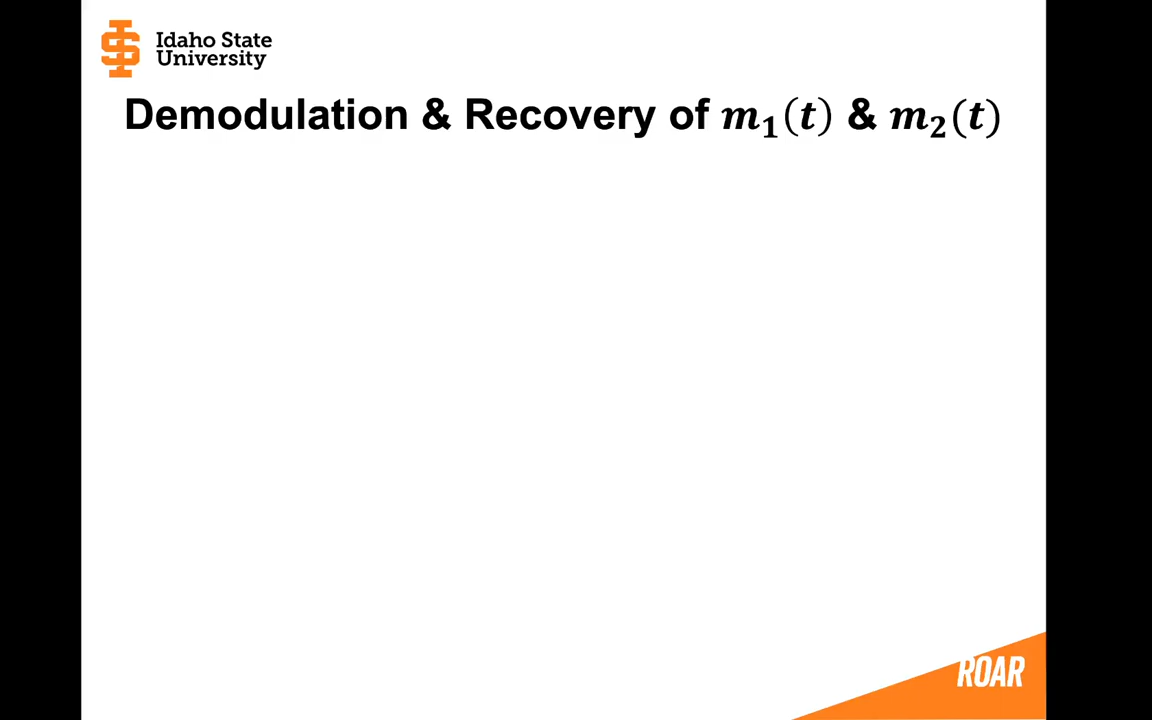 Idaho State
University
Demodulation & Recovery of m₁(t) & m₂(t)
ROAR